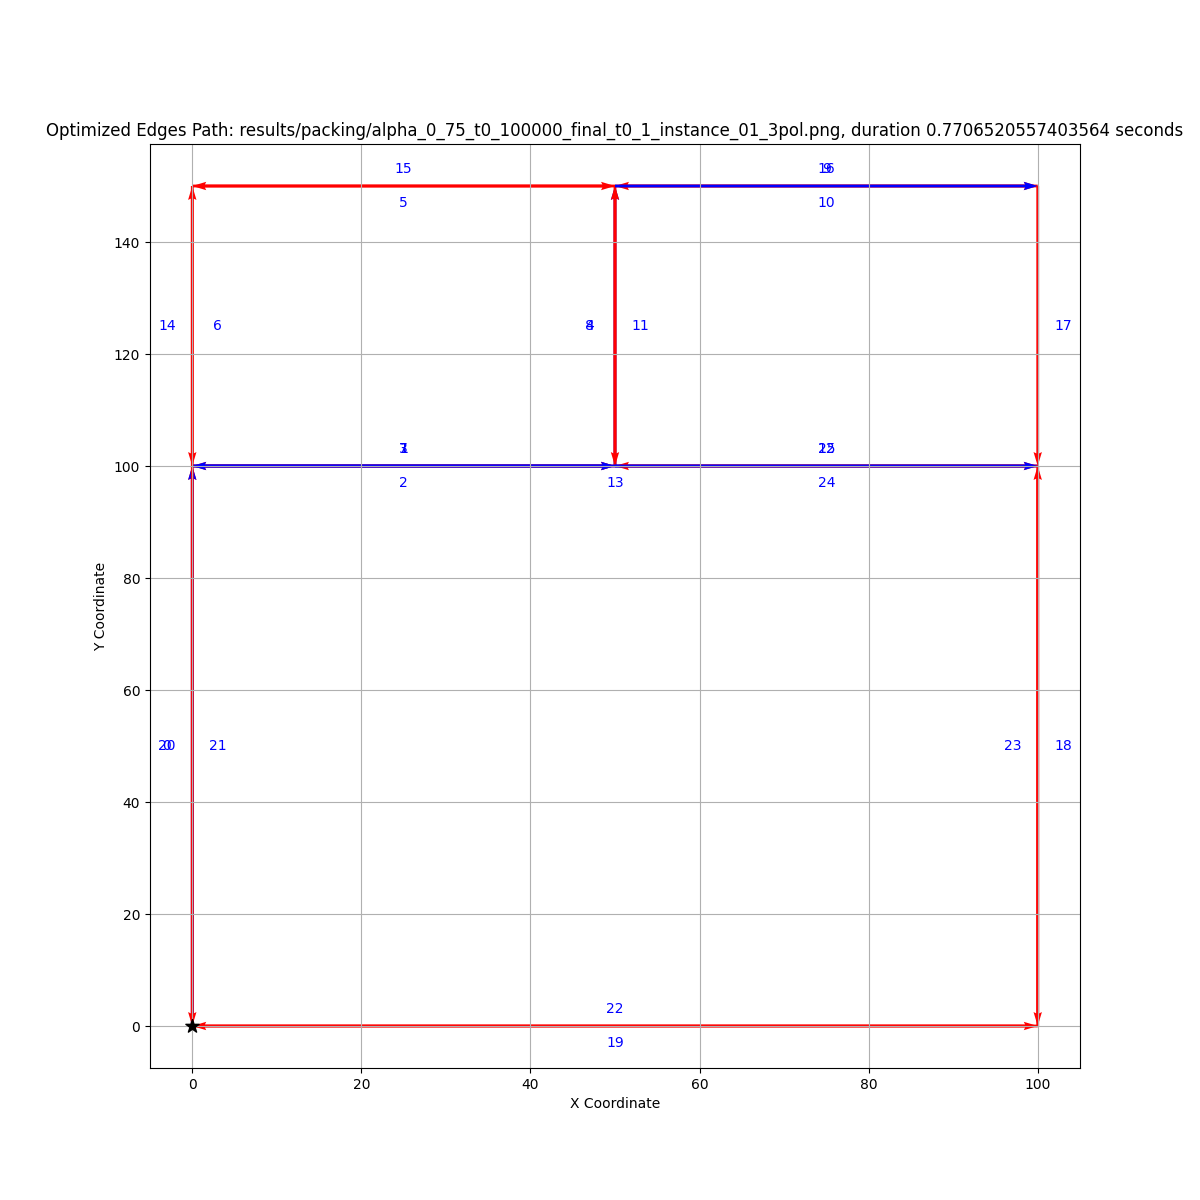 Optimized Edges Path: results/packing/alpha_0_75_t0_100000_final_t0_1_instance_01_3pol.png, duration 0.7706520557403564 seconds
15
5
10
140
14 6 11 17
120
100
2 13 24
80
Y Coordinate
60
21 23 18
40
20
22
0
19
0 20 40 60 80 100
X Coordinate